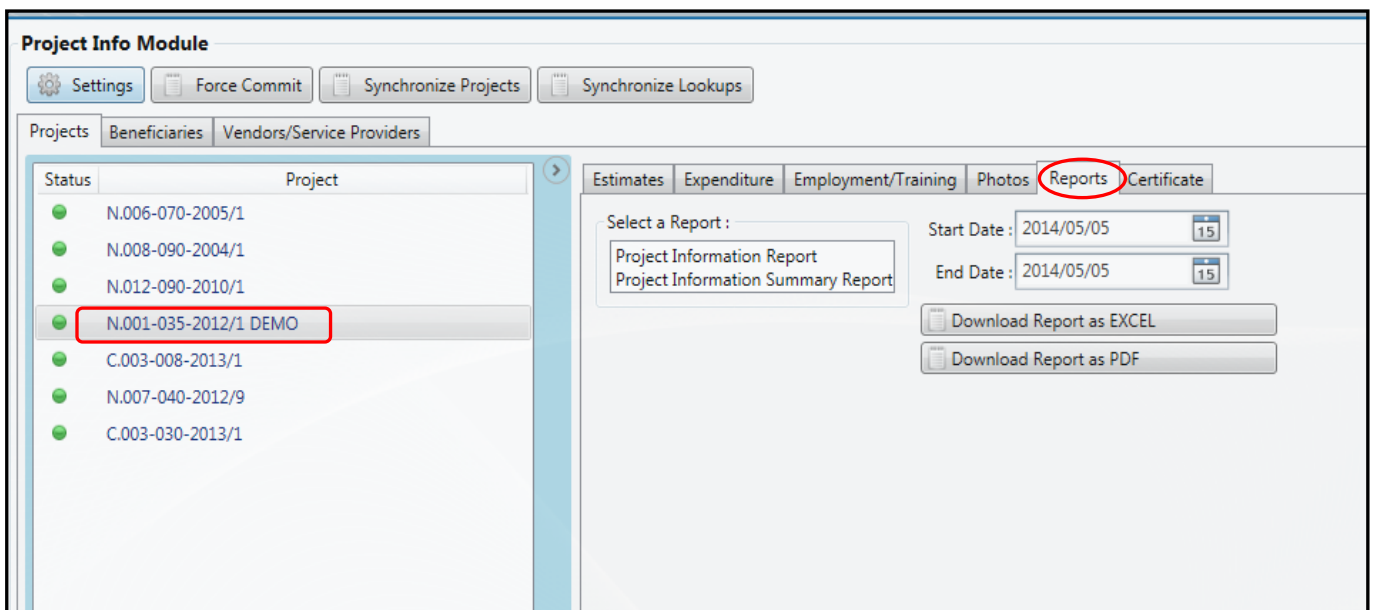 Project Info Module
Settings Force Commit Synchronize Projects Synchronize Lookups
Projects Beneficiaries Vendors/Service Providers
Status Project
N.006-070-2005/1
N.008-090-2004/1
N.012-090-2010/1
N.001-035-2012/1 DEMO
C.003-008-2013/1
N.007-040-2012/9
C.003-030-2013/1
Estimates Expenditure Employment/Training Photos Reports Certificate
Select a Report :
Project Information Report
Project Information Summary Report
Start Date : 2014/05/05 15
End Date : 2014/05/05 15
Download Report as EXCEL
Download Report as PDF